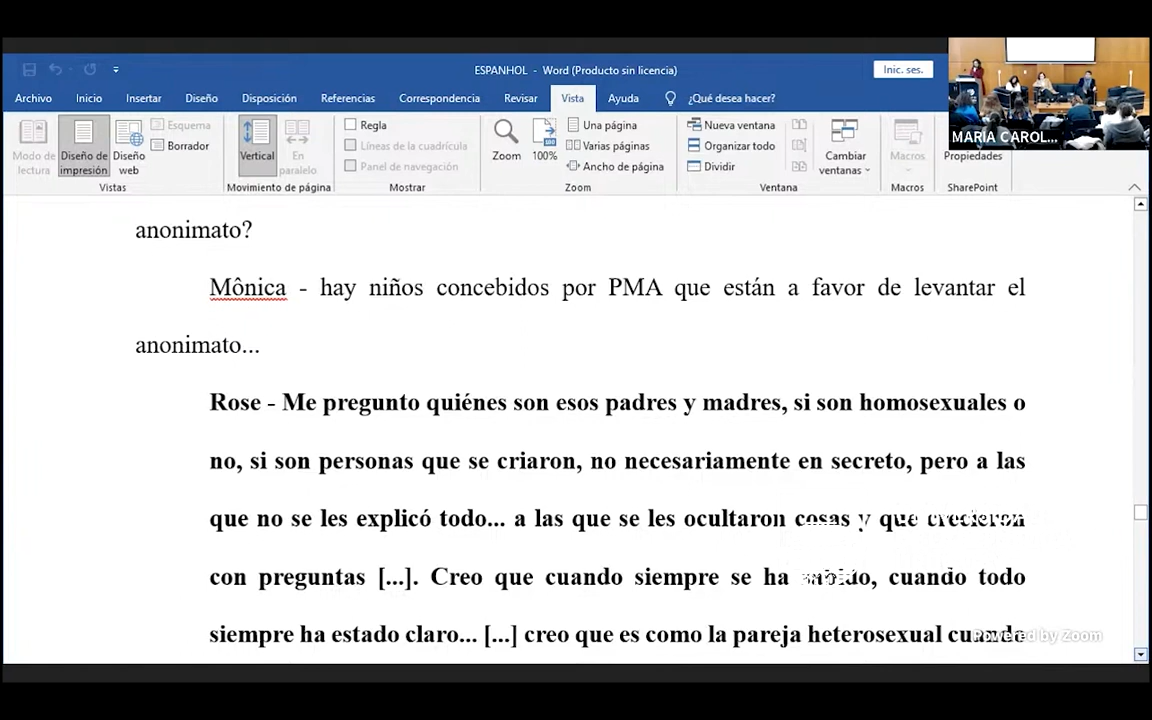 ESPANHOL - Word (Producto sin licencia)
Inic. ses.
Archivo Inicio Insertar Diseño Disposición Referencias Correspondencia Revisar Vista Ayuda ¿Qué desea hacer?
Modo de lectura
Diseño de impresión
Diseño web
Esquema
Borrador
Vistas
Vertical
En paralelo
Movimiento de página
Regla
Líneas de la cuadrícula
Panel de navegación
Mostrar
Zoom
100%
Una página
Varias páginas
Ancho de página
Zoom
Nueva ventana
Organizar todo
Dividir
Cambiar ventanas
Ventana
Macros
Macros
Propiedades
SharePoint
MARIA CAROL...
anonimato?
Mônica - hay niños concebidos por PMA que están a favor de levantar el
anonimato...
Rose - Me pregunto quiénes son esos padres y madres, si son homosexuales o
no, si son personas que se criaron, no necesariamente en secreto, pero a las
que no se les explicó todo... a las que se les ocultaron cosas y que
con preguntas [...]. Creo que cuando siempre se ha cuando todo
siempre ha estado claro... [...] creo que es como la pareja heterosexual cuando
Powered by Zoom